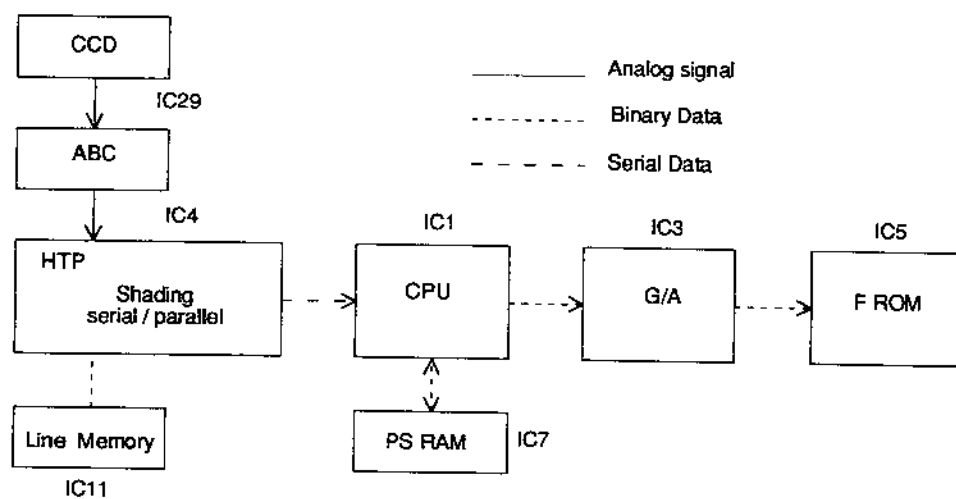 CCD
Analog signal
IC29
Binary Data
ABC
Serial Data
IC4
IC1
IC3
IC5
HTP
Shading
serial / parallel
CPU
G/A
F ROM
Line Memory
PS RAM
IC7
IC11